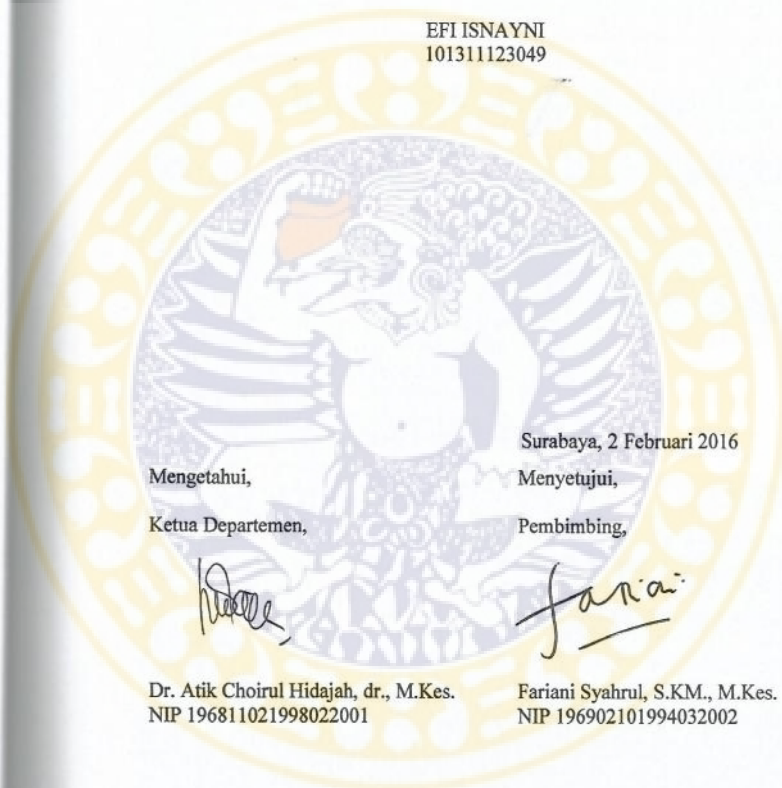 EFI ISNAYNI
101311123049
Surabaya, 2 Februari 2016
Mengetahui,
Menyetujui,
Ketua Departemen,
Pembimbing,
Fariani
Dr. Atik Choirul Hidajah, dr., M.Kes.
Fariani Syahrul, S.KM., M.Kes.
NIP 196811021998022001
NIP 196902101994032002